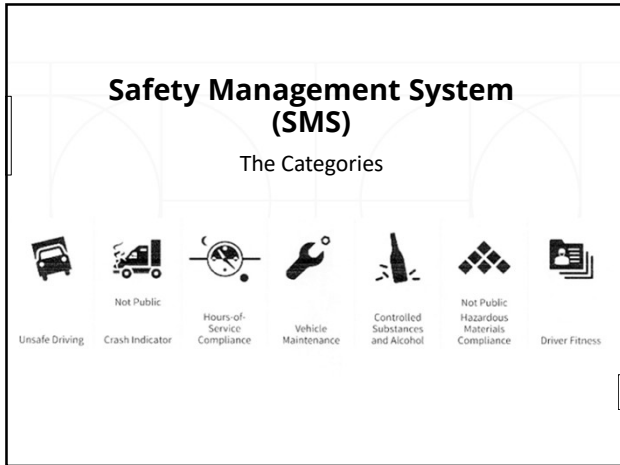 Safety Management System
(SMS)
The Categories
Unsafe Driving
Not Public
Crash Indicator
Hours-of-
Service
Compliance
Vehicle
Maintenance
Controlled
Substances
and Alcohol
Not Public
Hazardous
Materials
Compliance
Driver Fitness